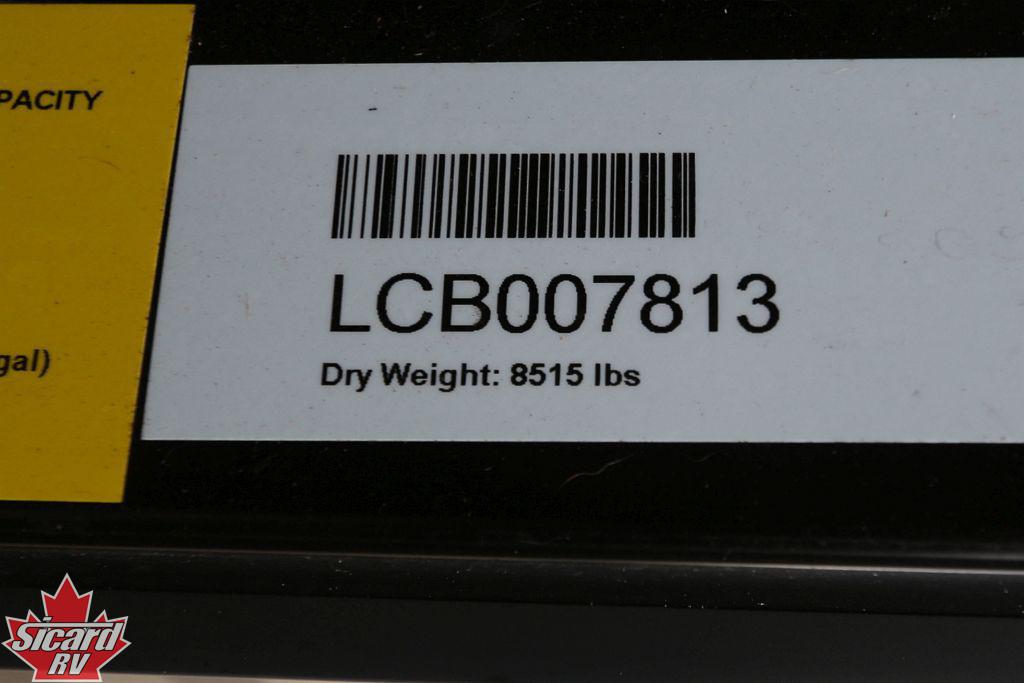 PACITY
gal)
LCB007813
Dry Weight: 8515 lbs
Sicard
RV